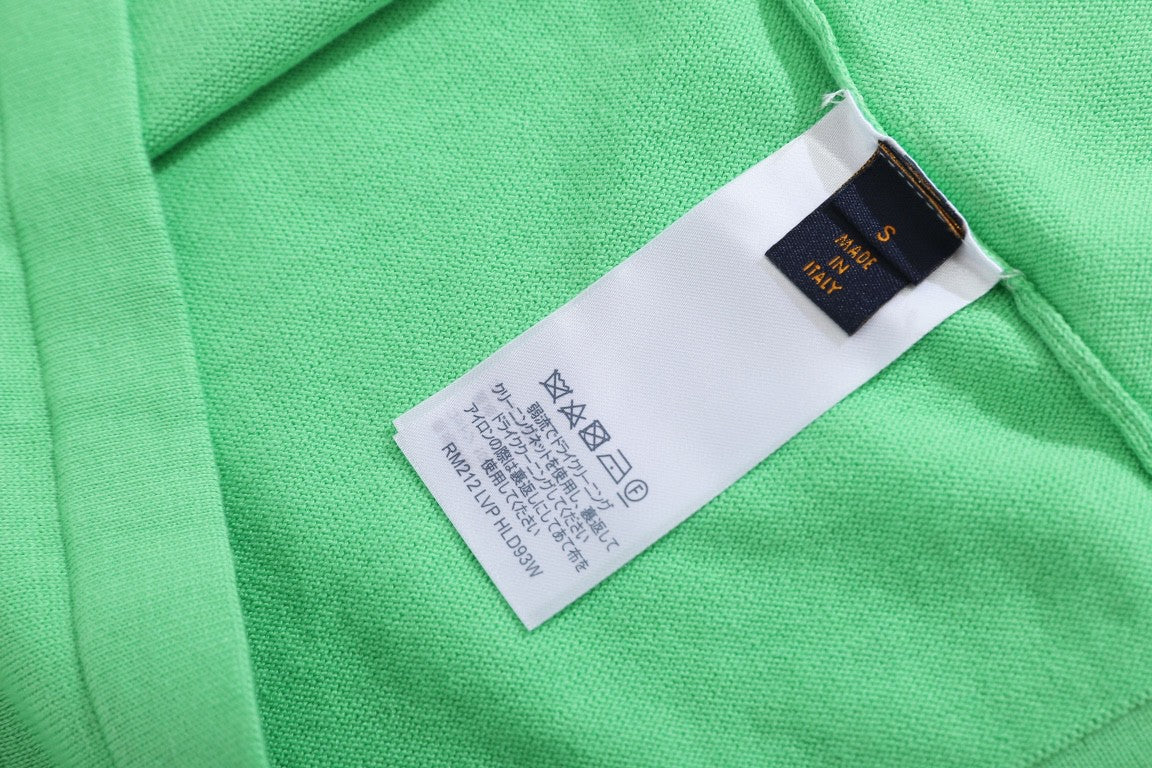 S
MADE
IN
ITALY
F
弱流でドライクリーニング
クリーニングネットを使用し、裏返して
ドライクリーニングしてください
アイロンの際は裏返しにしてあて布を
使用してください
RM212 LVP HLD93W